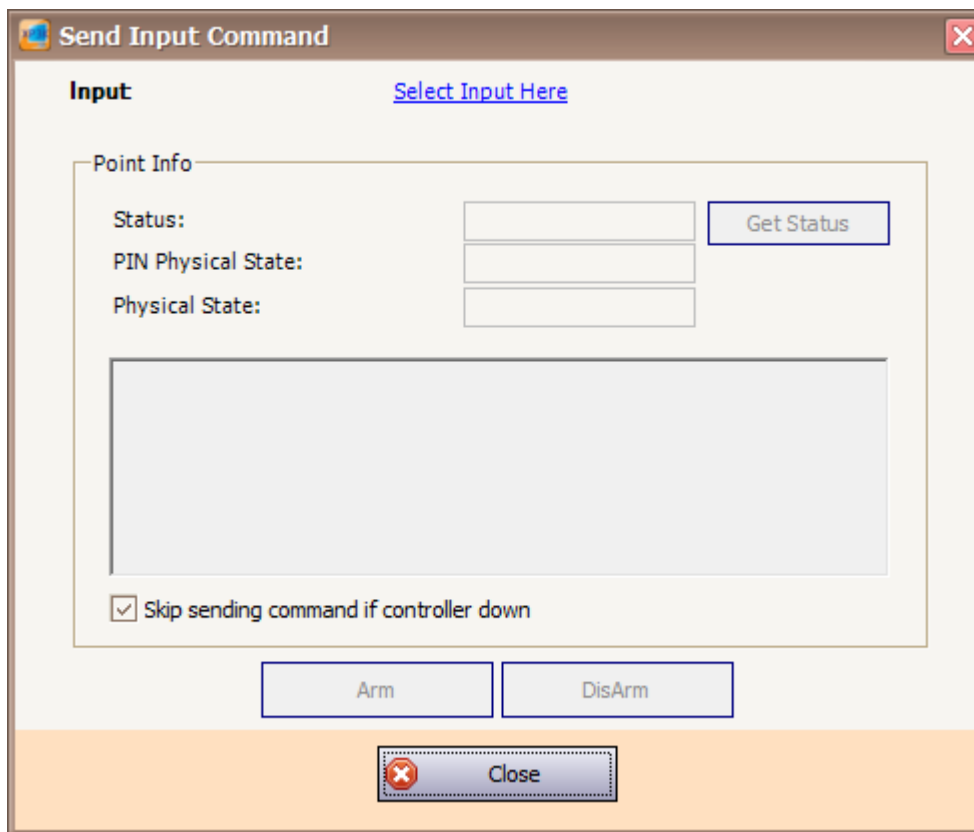 Send Input Command
Input: Select Input Here
Point Info
Status: Get Status
PIN Physical State:
Physical State:
Skip sending command if controller down
Arm DisArm
Close